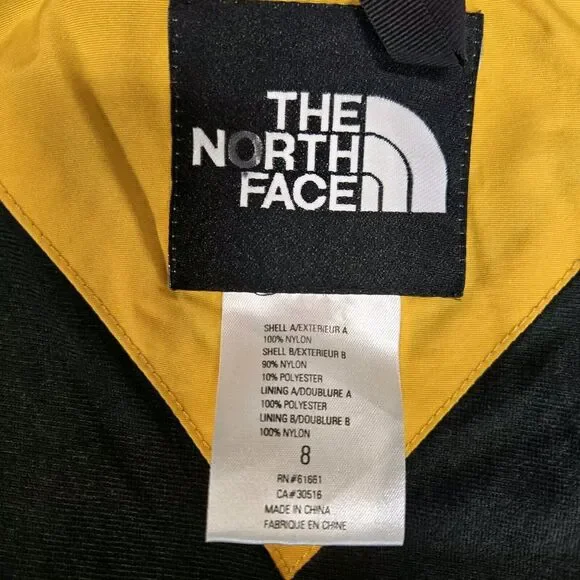 THE
NORTH
FACE
SHELL A/EXTERIEUR A
100% NYLON
SHELL B/EXTERIEUR B
90% NYLON
10% POLYESTER
LINING A/DOUBLURE A
100% POLYESTER
LINING B/DOUBLURE B
100% NYLON
8
RN#61661
CA#30516
MADE IN CHINA
FABRIQUE EN CHINE